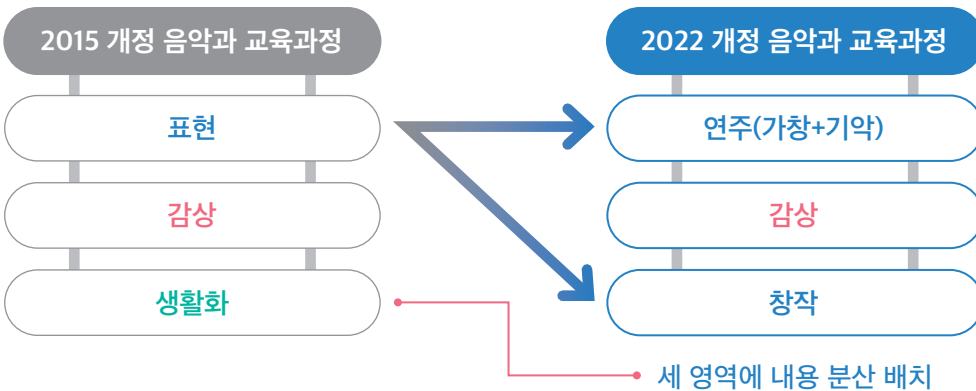 2015 개정 음악과 교육과정
표현
감상
생활화
2022 개정 음악과 교육과정
연주(가창+기악)
감상
창작
세 영역에 내용 분산 배치